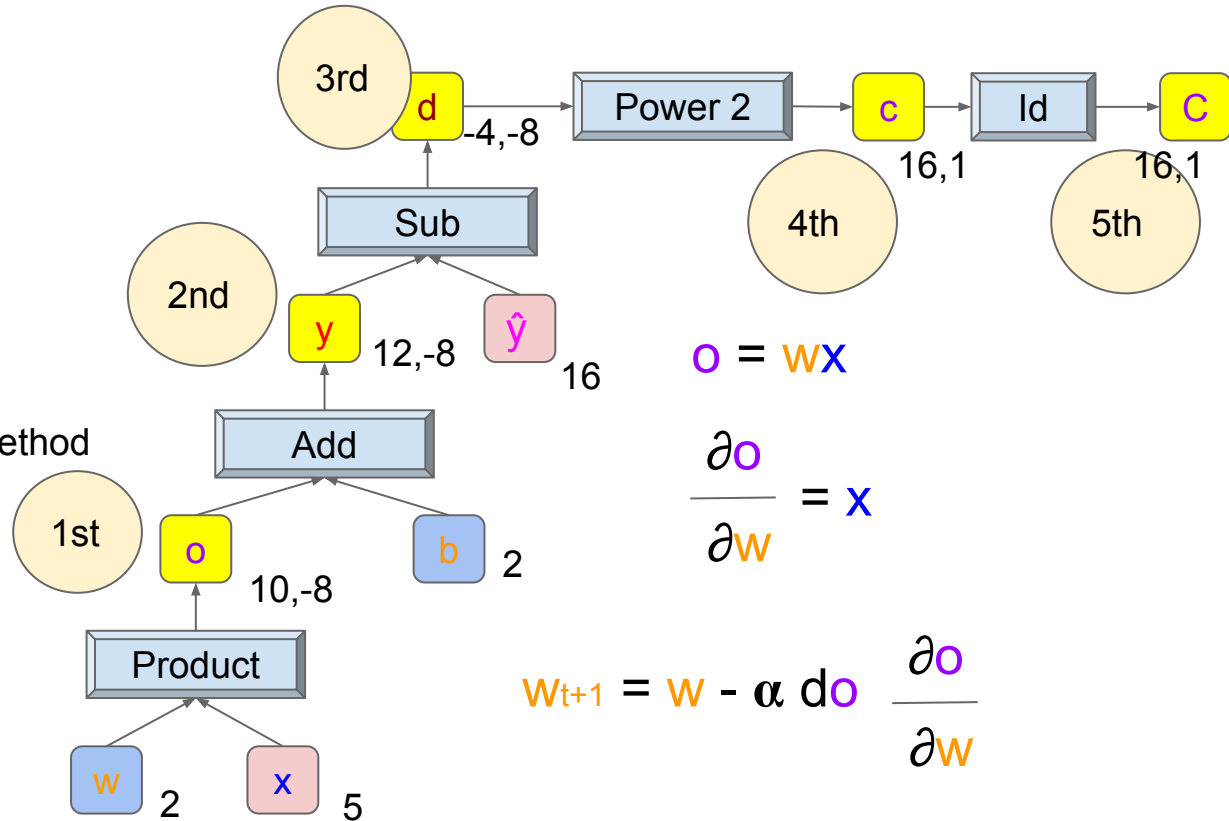 3rd
d
-4,-8
Power 2
c
16,1
Id
C
16,1
4th
5th
Sub
2nd
y
12,-8
ŷ
16
o = wx
Add
ethod
∂o
∂w
= x
1st
o
10,-8
b
2
Product
wt+1 = w - α do ∂o
∂w
w
2
x
5